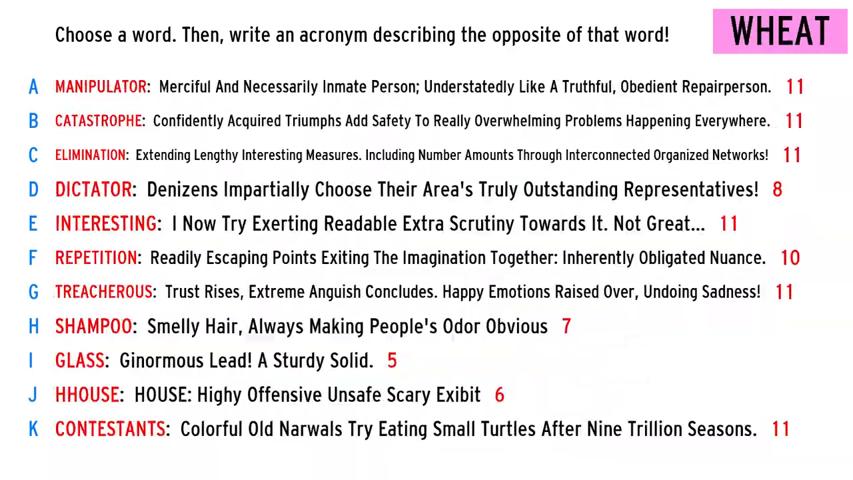 Choose a word. Then, write an acronym describing the opposite of that word!
WHEAT
A MANIPULATOR: Merciful And Necessarily Inmate Person; Understatedly Like A Truthful, Obedient Repairperson. 11
B CATASTROPHE: Confidently Acquired Triumphs Add Safety To Really Overwhelming Problems Happening Everywhere. 11
C ELIMINATION: Extending Lengthy Interesting Measures. Including Number Amounts Through Interconnected Organized Networks! 11
D DICTATOR: Denizens Impartially Choose Their Area's Truly Outstanding Representatives! 8
E INTERESTING: I Now Try Exerting Readable Extra Scrutiny Towards It. Not Great... 11
F REPETITION: Readily Escaping Points Exiting The Imagination Together: Inherently Obligated Nuance. 10
G TREACHEROUS: Trust Rises, Extreme Anguish Concludes. Happy Emotions Raised Over, Undoing Sadness! 11
H SHAMPOO: Smelly Hair, Always Making People's Odor Obvious 7
I GLASS: Ginormous Lead! A Sturdy Solid. 5
J HHOUSE: HOUSE: Highy Offensive Unsafe Scary Exibit 6
K CONTESTANTS: Colorful Old Narwals Try Eating Small Turtles After Nine Trillion Seasons. 11